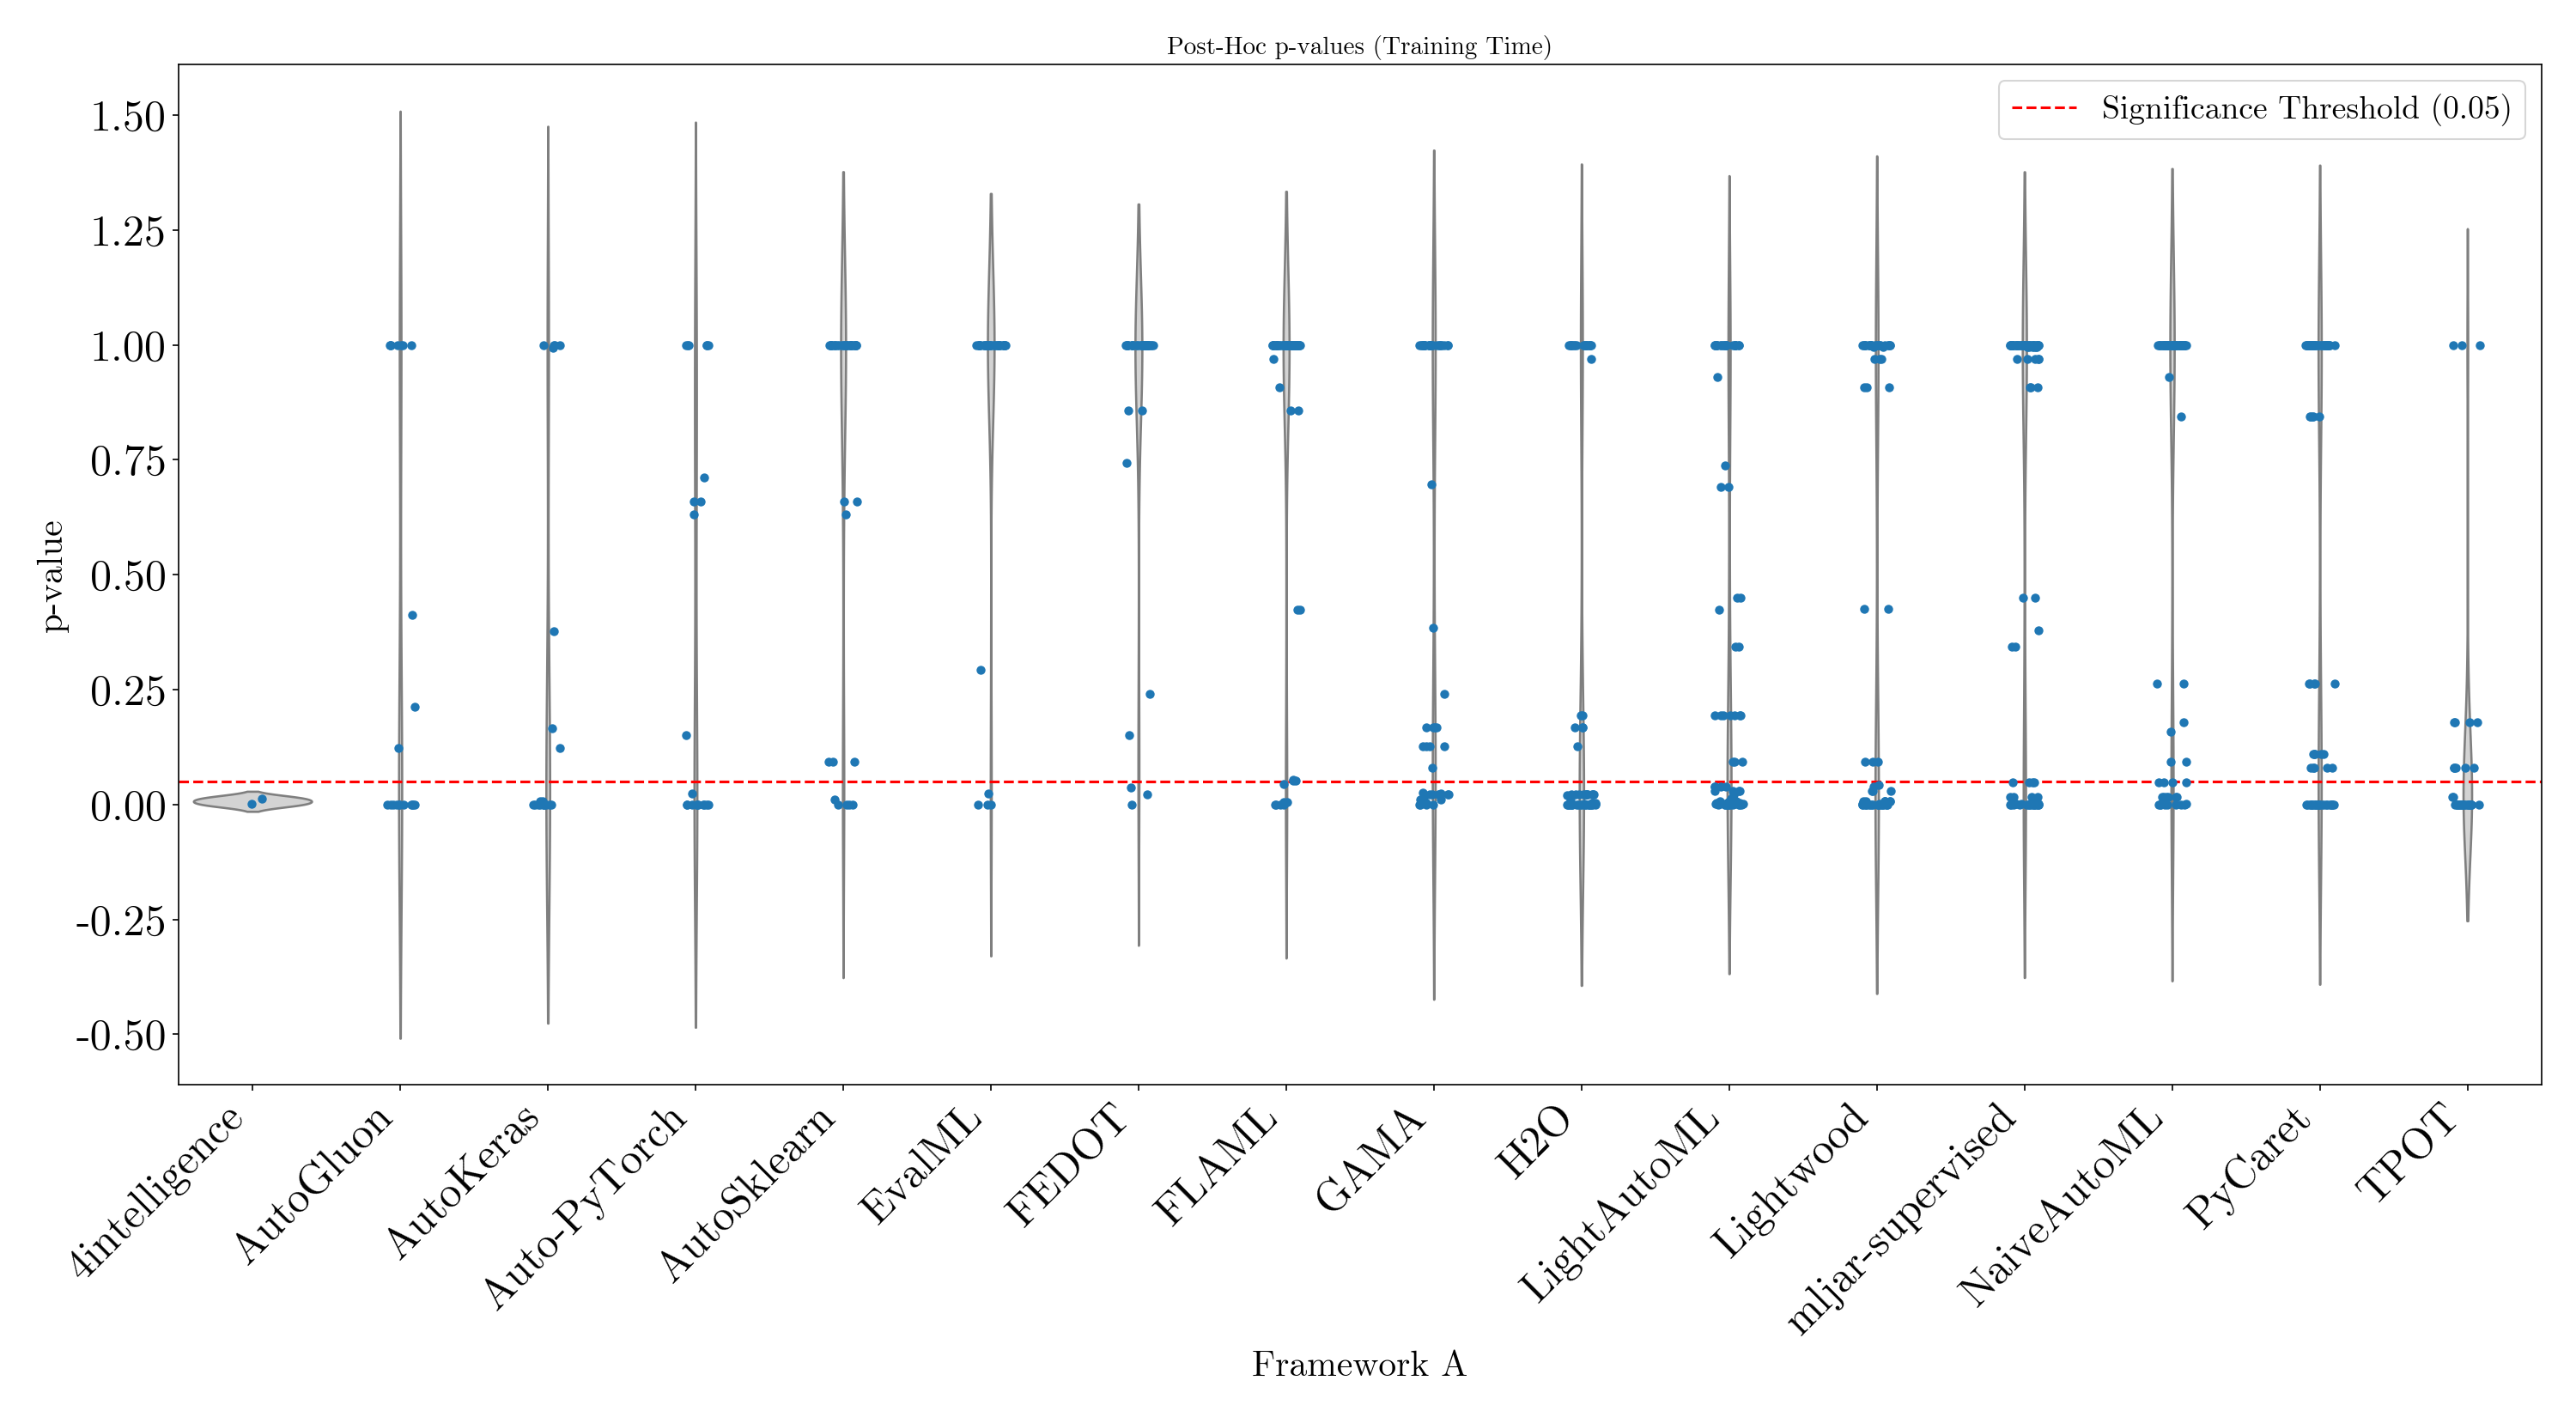 Post-Hoc p-values (Training Time)
Significance Threshold (0.05)
1.50
1.25
1.00
0.75
0.50
0.25
0.00
-0.25
-0.50
p-value
4intelligence
AutoGluon
AutoKeras
Auto-PyTorch
AutoSklearn
EvalML
FEDOT
FLAML
GAMA
H2O
LightAutoML
Lightwood
mljar-supervised
NaiveAutoML
PyCaret
TPOT
Framework A